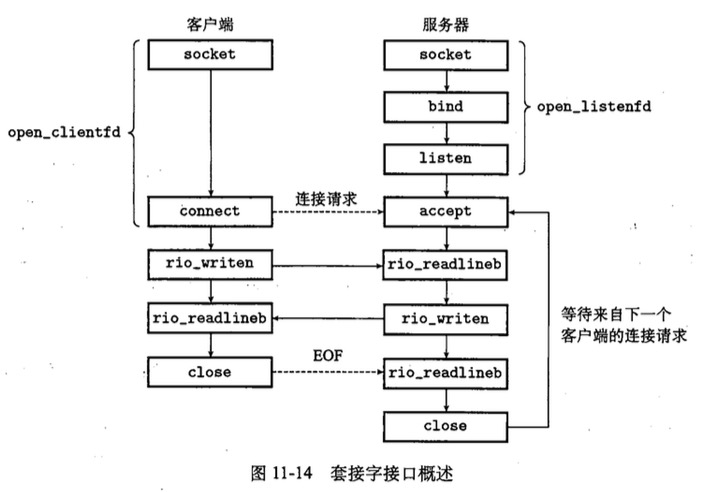 客户端
服务器
socket
socket
bind
open_clientfd
open_listenfd
listen
连接请求
connect
accept
rio_writen
rio_readlineb
rio_readlineb
rio_writen
等待来自下一个
客户端的连接请求
EOF
close
rio_readlineb
close
图 11-14 套接字接口概述